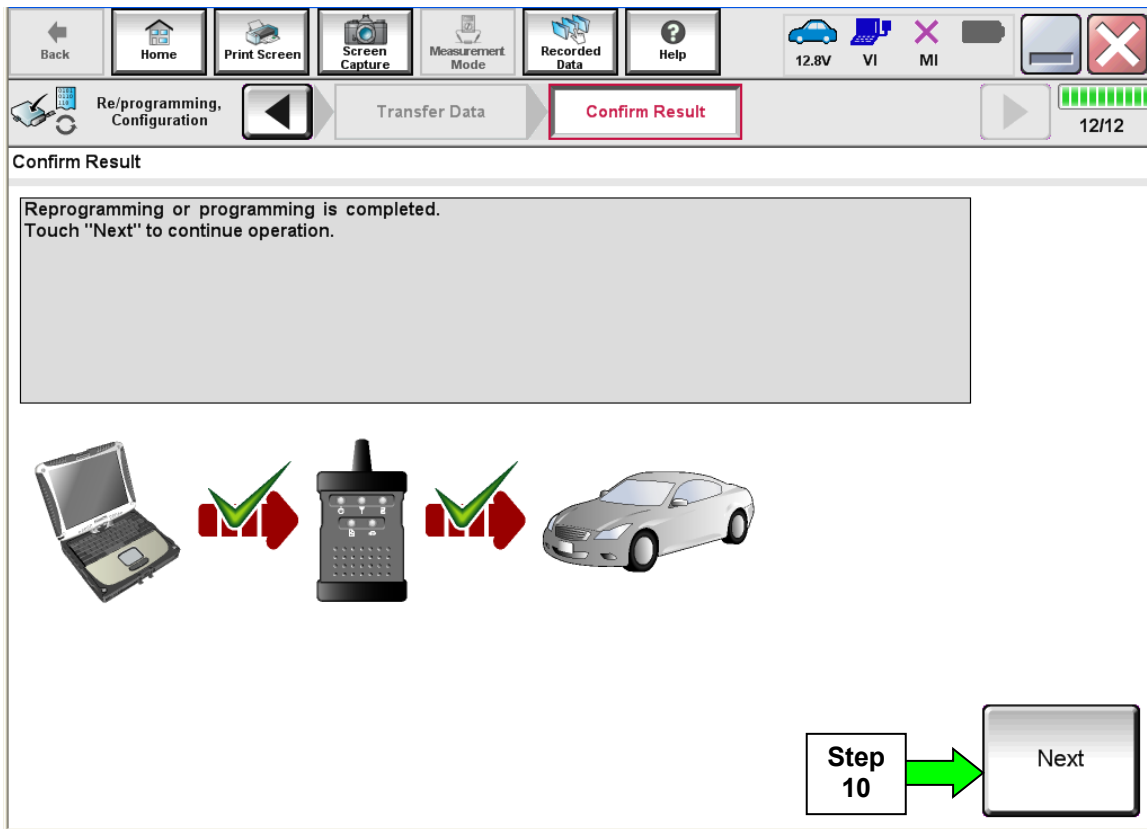 Back
Home
Print Screen
Screen
Capture
Measurement
Mode
Recorded
Data
Help
12.8V
VI
MI
Re/programming,
Configuration
Transfer Data
Confirm Result
12/12
Confirm Result
Reprogramming or programming is completed.
Touch "Next" to continue operation.
Step
10
Next